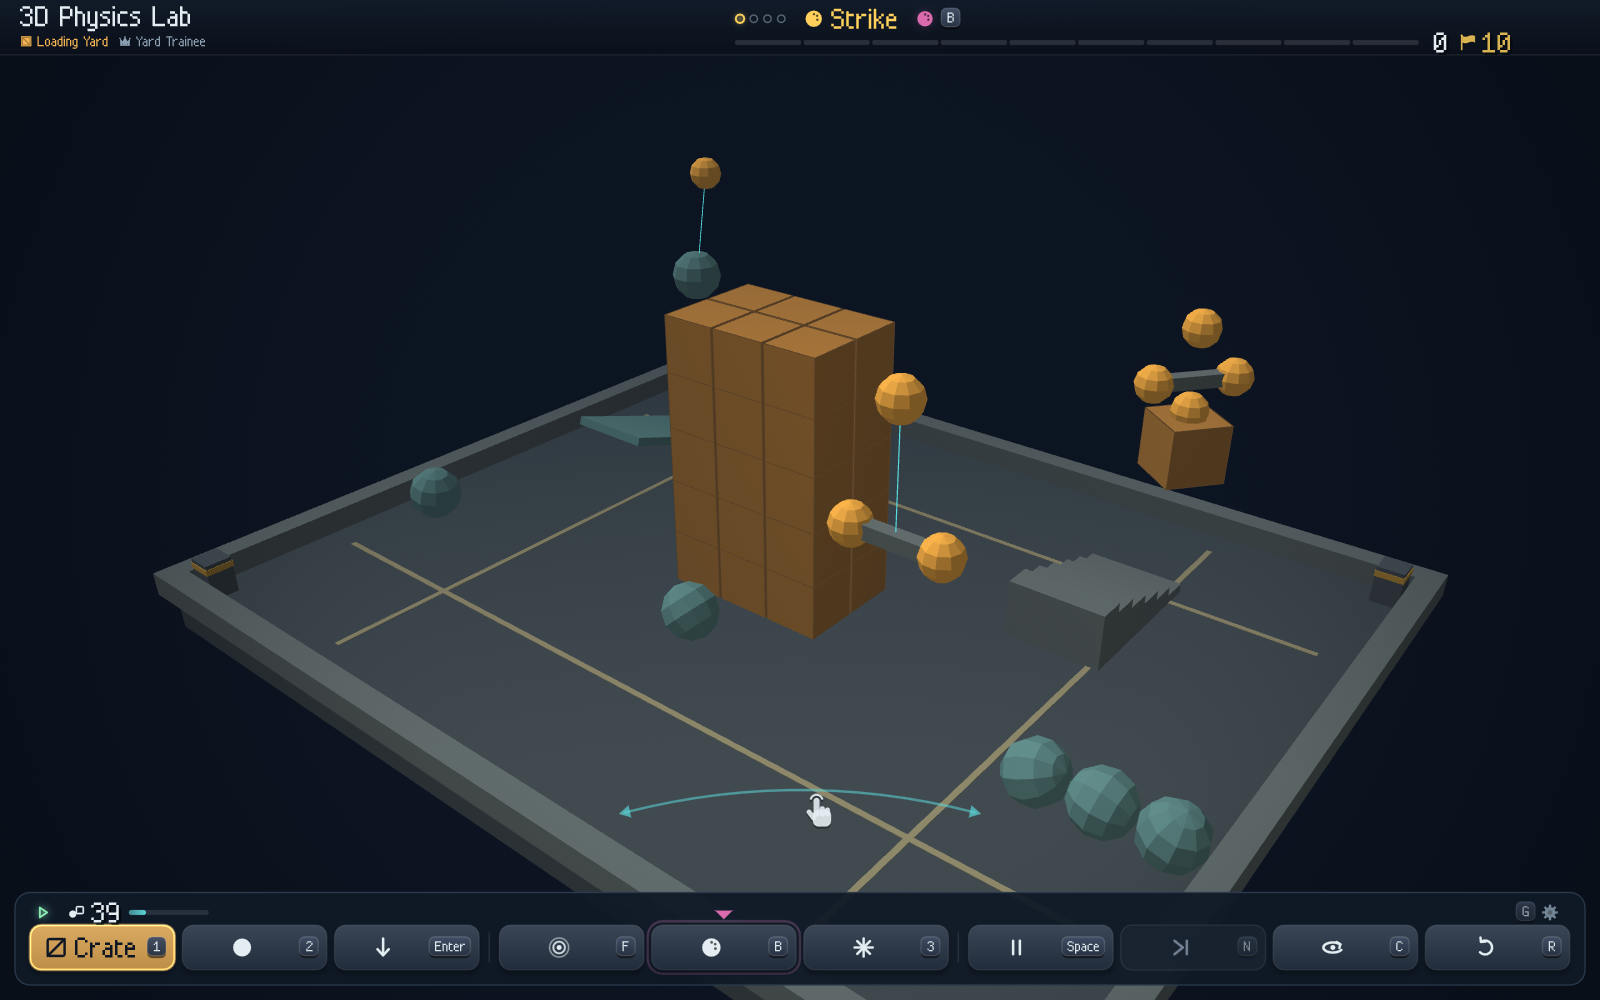 3D Physics Lab
Loading Yard Yard Trainee
Strike B
0 10
39
G
Crate 1
2
Enter
F
B
3
Space
N
C
R